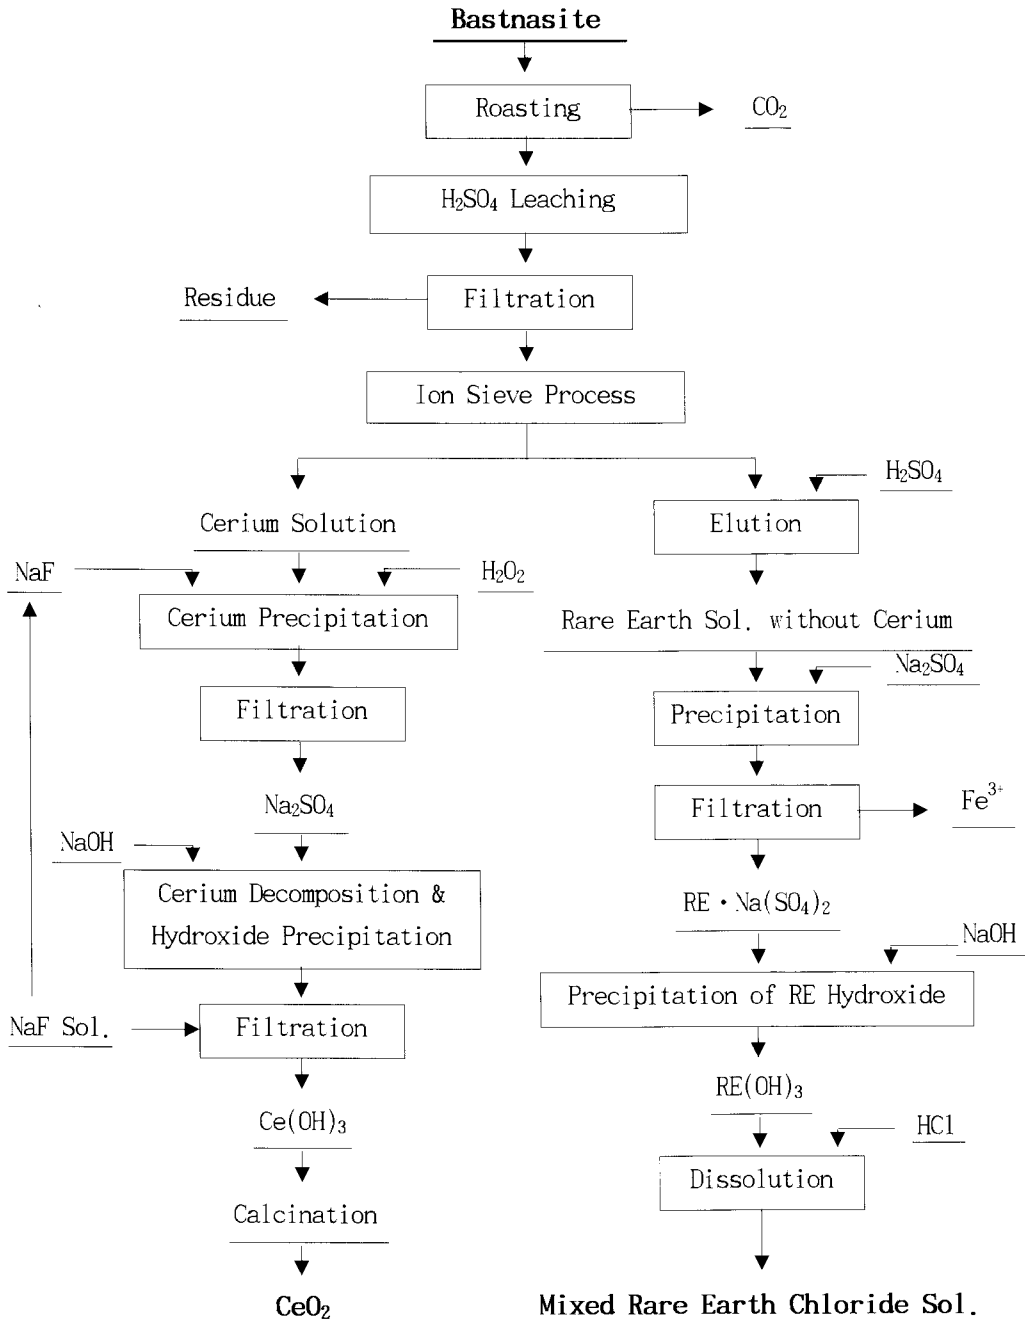 Bastnasite
Roasting
CO₂
H₂SO₄ Leaching
Residue
Filtration
Ion Sieve Process
H₂SO₄
Cerium Solution
Elution
NaF
H₂O₂
Cerium Precipitation
Rare Earth Sol. without Cerium
Na₂SO₄
Filtration
Precipitation
Na₂SO₄
Filtration
Fe³⁺
NaOH
Cerium Decomposition &
Hydroxide Precipitation
RE・Na(SO₄)₂
NaOH
Precipitation of RE Hydroxide
NaF Sol.
Filtration
RE(OH)₃
Ce(OH)₃
HCl
Dissolution
Calcination
CeO₂
Mixed Rare Earth Chloride Sol.